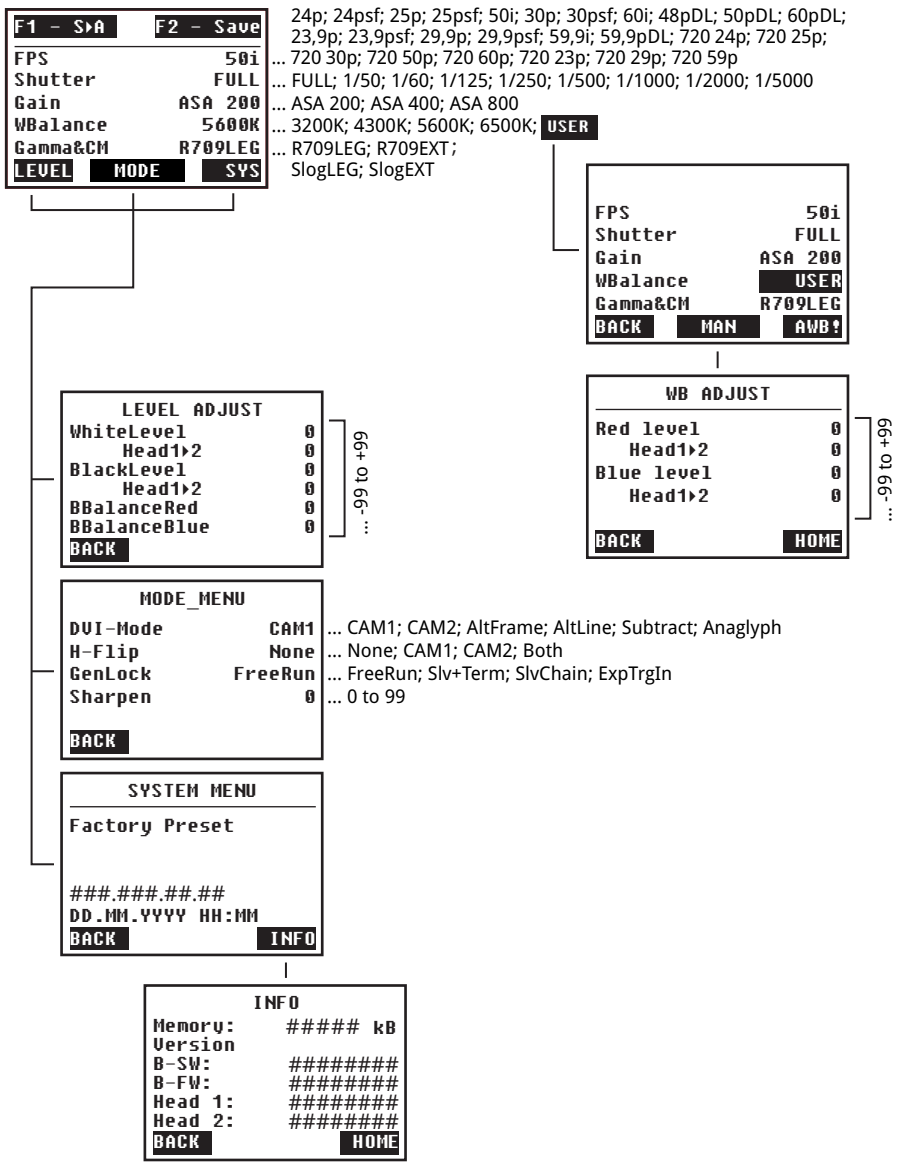 F1 - S▸A F2 - Save
FPS 50i ... 24p; 24psf; 25p; 25psf; 50i; 30p; 30psf; 60i; 48pDL; 50pDL; 60pDL;
23,9p; 23,9psf; 29,9p; 29,9psf; 59,9i; 59,9pDL; 720 24p; 720 25p;
720 30p; 720 50p; 720 60p; 720 23p; 720 29p; 720 59p
Shutter FULL ... FULL; 1/50; 1/60; 1/125; 1/250; 1/500; 1/1000; 1/2000; 1/5000
Gain ASA 200 ... ASA 200; ASA 400; ASA 800
WBalance 5600K ... 3200K; 4300K; 5600K; 6500K; USER
Gamma&CM R709LEG ... R709LEG; R709EXT;
SlogLEG; SlogEXT
LEVEL MODE SYS
FPS 50i
Shutter FULL
Gain ASA 200
WBalance USER
Gamma&CM R709LEG
BACK MAN AWB!
WB ADJUST
Red level 0
Head1▸2 0
Blue level 0
Head1▸2 0
BACK HOME
... -99 to +99
LEVEL ADJUST
WhiteLevel 0
Head1▸2 0
BlackLevel 0
Head1▸2 0
BBalanceRed 0
BBalanceBlue 0
BACK
... -99 to +99
MODE_MENU
DVI-Mode CAM1 ... CAM1; CAM2; AltFrame; AltLine; Subtract; Anaglyph
H-Flip None ... None; CAM1; CAM2; Both
GenLock FreeRun ... FreeRun; Slv+Term; SlvChain; ExpTrgIn
Sharpen 0 ... 0 to 99
BACK
SYSTEM MENU
Factory Preset
###.###.##.##
DD.MM.YYYY HH:MM
BACK INFO
INFO
Memory: ##### kB
Version
B-SW: ########
B-FW: ########
Head 1: ########
Head 2: ########
BACK HOME